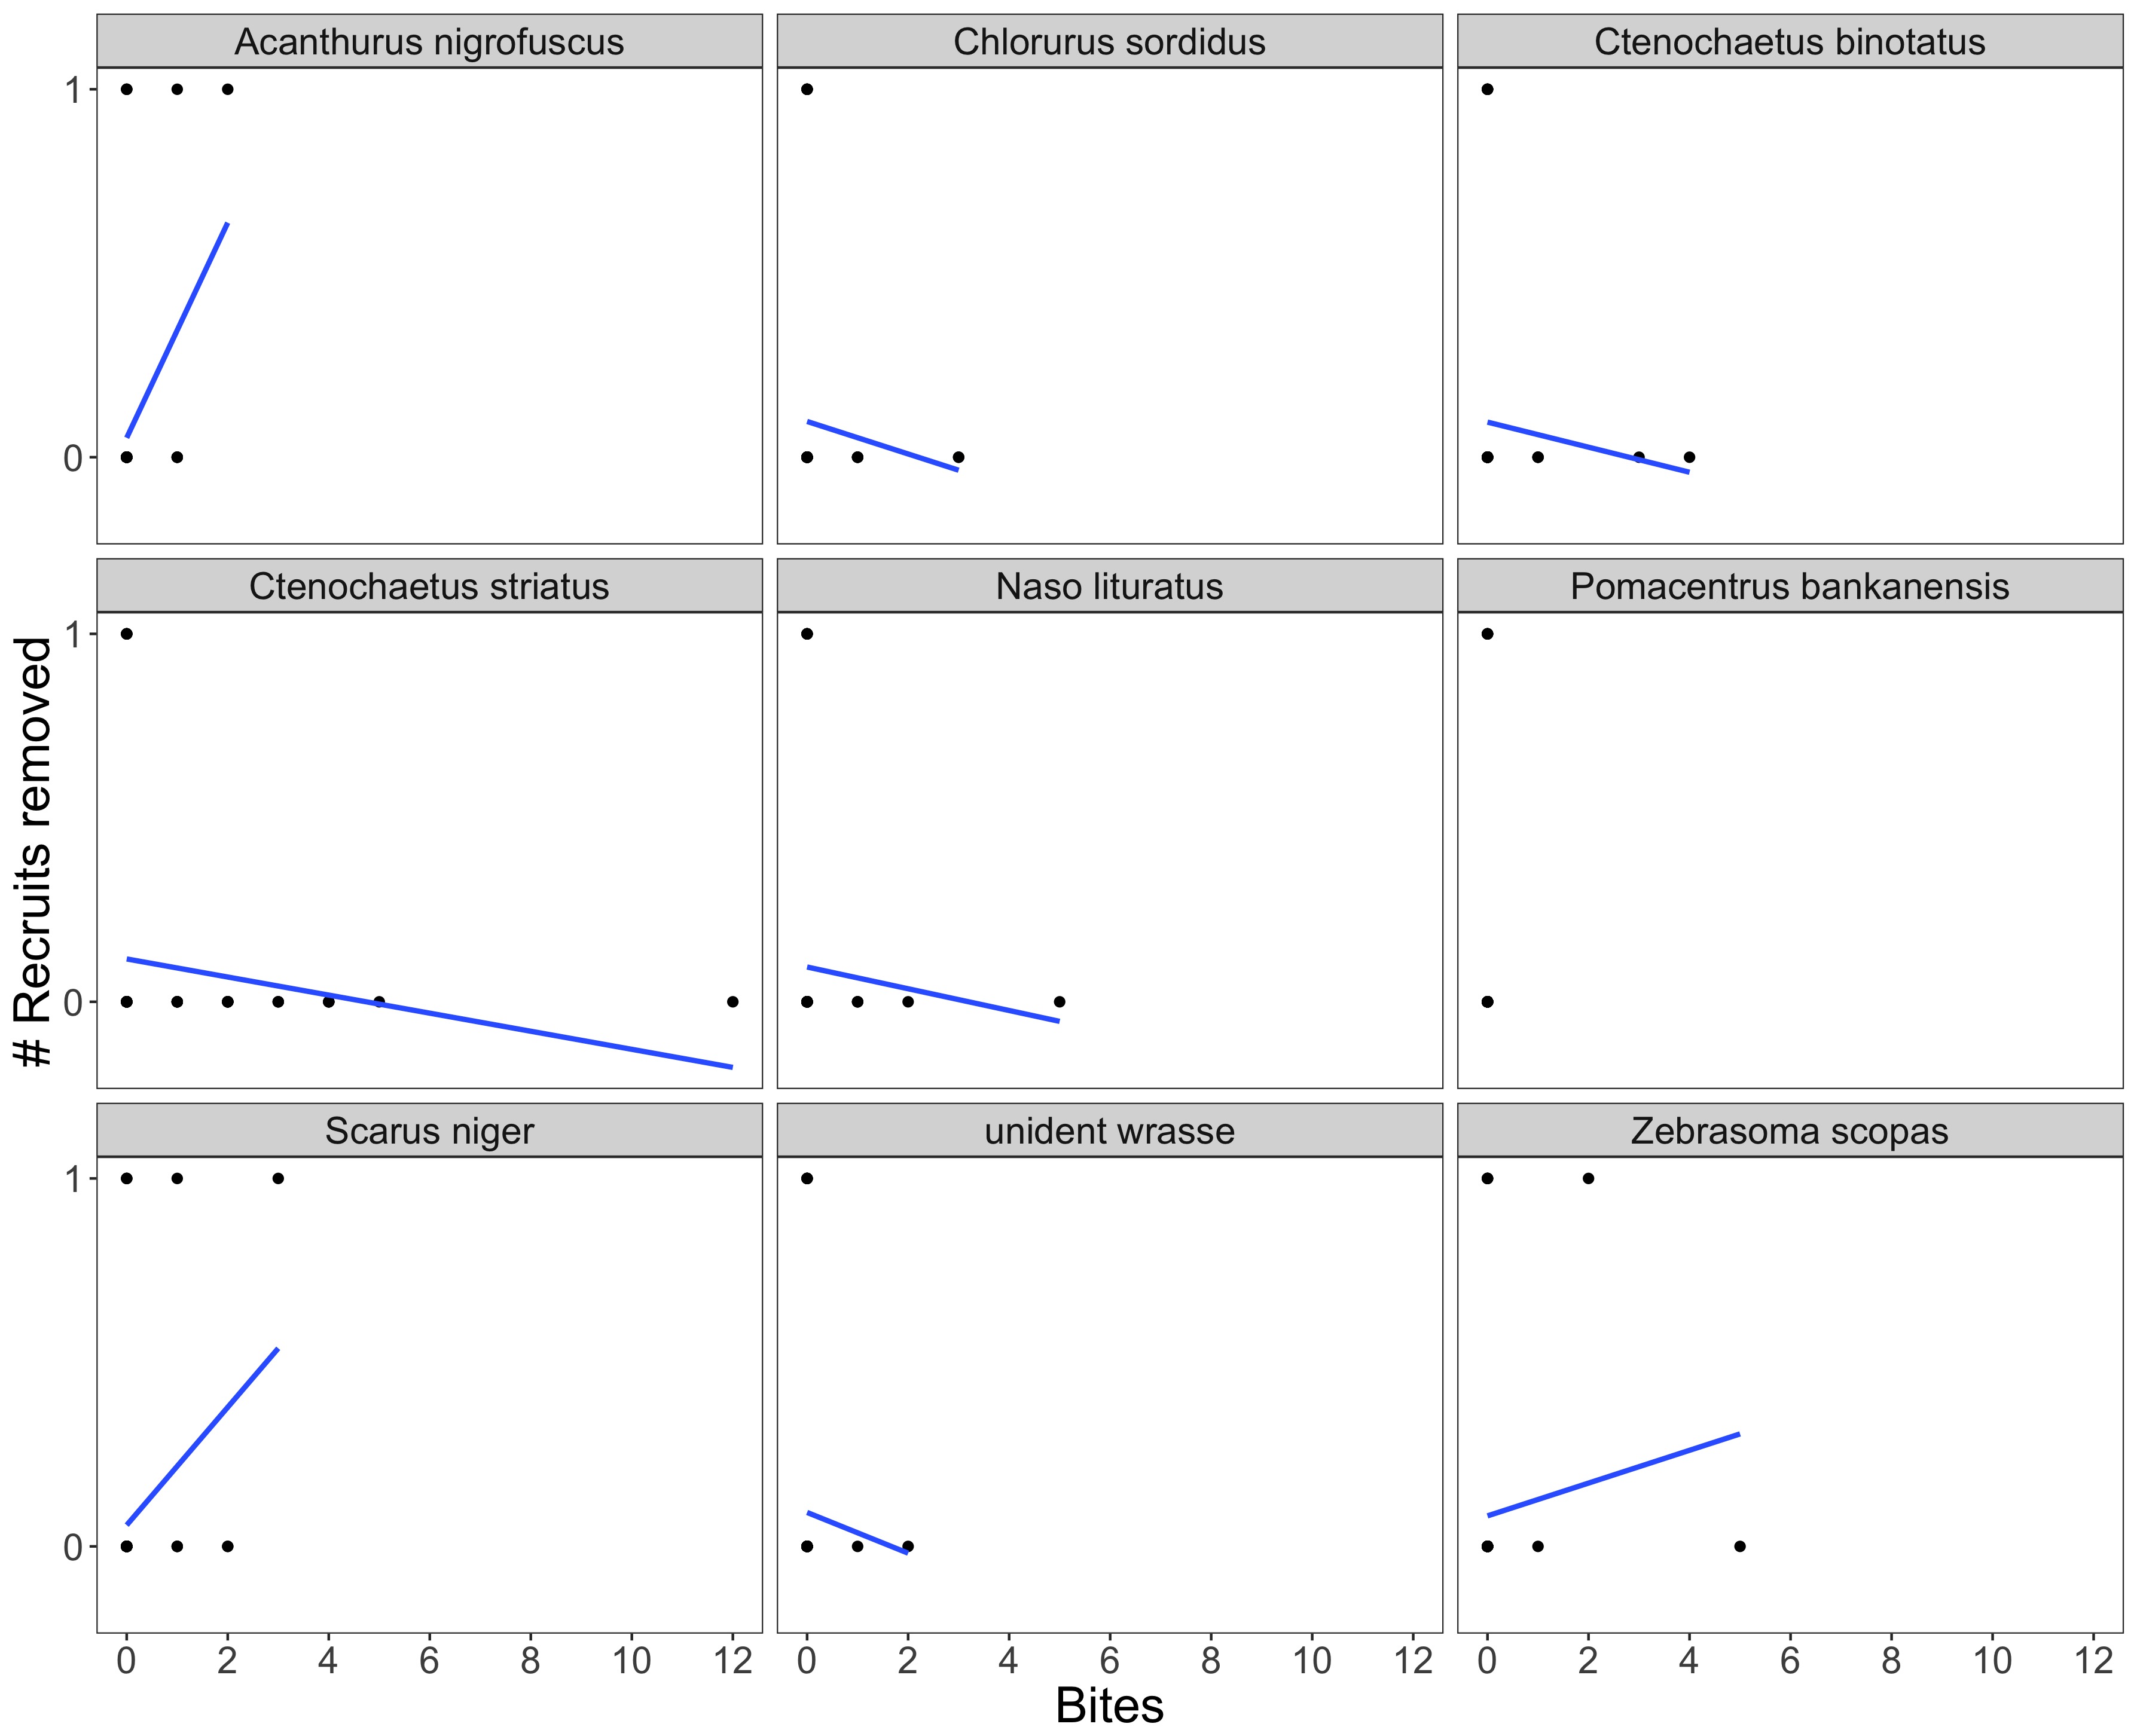 Acanthurus nigrofuscus
Chlorurus sordidus
Ctenochaetus binotatus
1
0
Ctenochaetus striatus
Naso lituratus
Pomacentrus bankanensis
1
0
# Recruits removed
Scarus niger
unident wrasse
Zebrasoma scopas
1
0
0 2 4 6 8 10 12
0 2 4 6 8 10 12
0 2 4 6 8 10 12
Bites